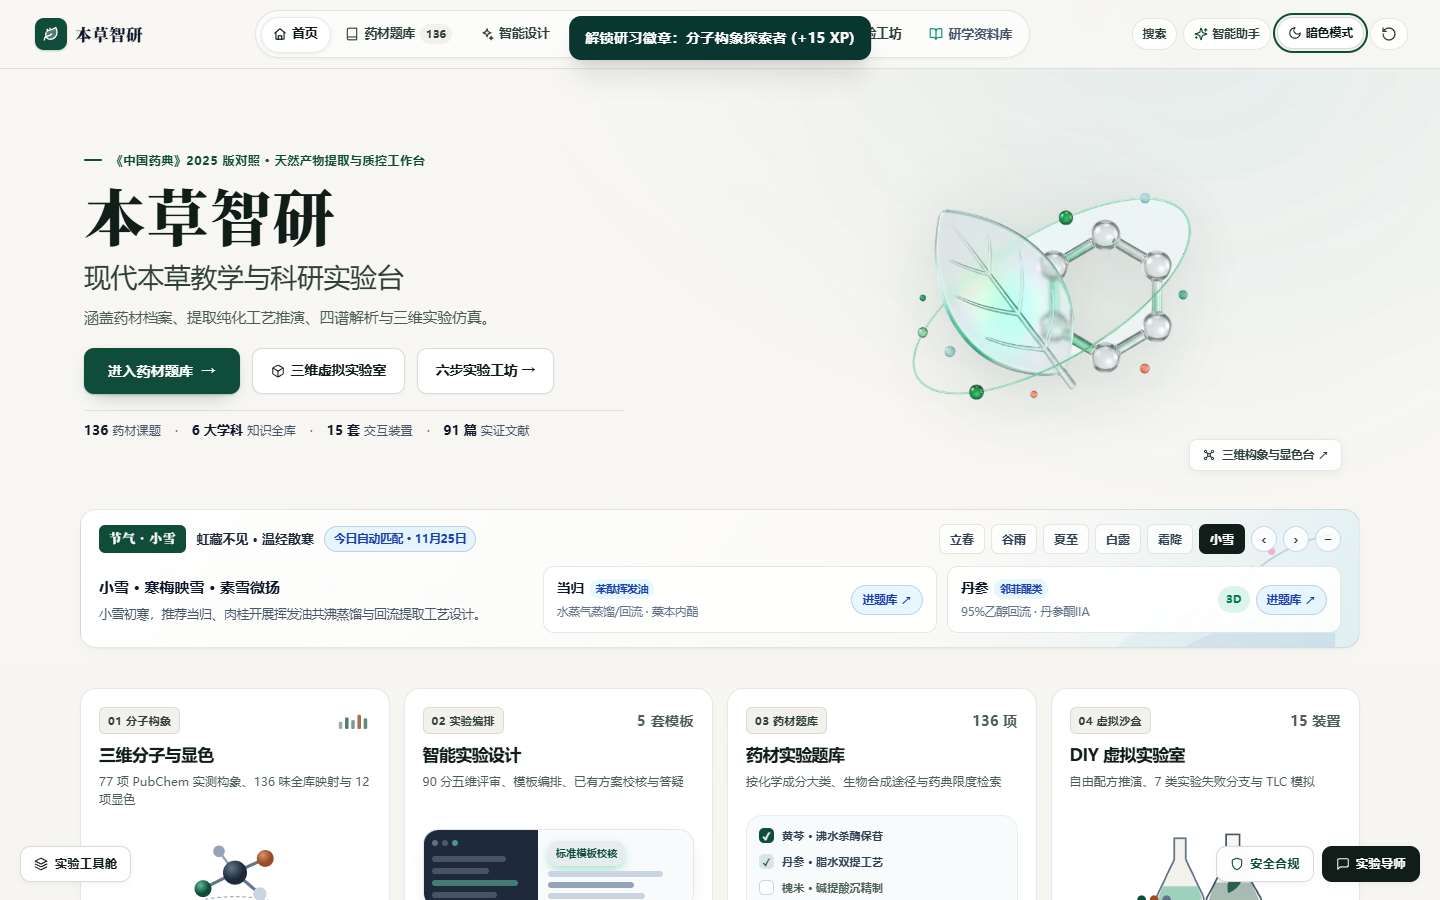 本草智研
首页
药材题库 136
智能设计
解锁研习徽章：分子构象探索者 (+15 XP)
工坊
研学资料库
搜索
智能助手
暗色模式
《中国药典》2025 版对照 • 天然产物提取与质控工作台
本草智研
现代本草教学与科研实验台
涵盖药材档案、提取纯化工艺推演、四谱解析与三维实验仿真。
进入药材题库 →
三维虚拟实验室
六步实验工坊 →
136 药材课题 · 6 大学科 知识全库 · 15 套 交互装置 · 91 篇 实证文献
三维构象与显色台 ↗
节气 · 小雪
虹藏不见 • 温经散寒
今日自动匹配 • 11月25日
立春
谷雨
夏至
白露
霜降
小雪
‹
›
−
小雪 • 寒梅映雪 • 素雪微扬
小雪初寒，推荐当归、肉桂开展挥发油共沸蒸馏与回流提取工艺设计。
当归 苯酞挥发油
水蒸气蒸馏/回流 · 藁本内酯
进题库 ↗
丹参 邻菲醌类
95%乙醇回流 · 丹参酮IIA
3D
进题库 ↗
01 分子构象
三维分子与显色
77 项 PubChem 实测构象、136 味全库映射与 12
项显色
02 实验编排
5 套模板
智能实验设计
90 分五维评审、模板编排、已有方案校核与答疑
标准模板校核
03 药材题库
136 项
药材实验题库
按化学成分大类、生物合成途径与药典限度检索
黄芩 • 沸水杀酶保苷
丹参 • 脂水双提工艺
槐米 • 碱提酸沉精制
04 虚拟沙盒
15 装置
DIY 虚拟实验室
自由配方推演、7 类实验失败分支与 TLC 模拟
实验工具舱
安全合规
实验导师